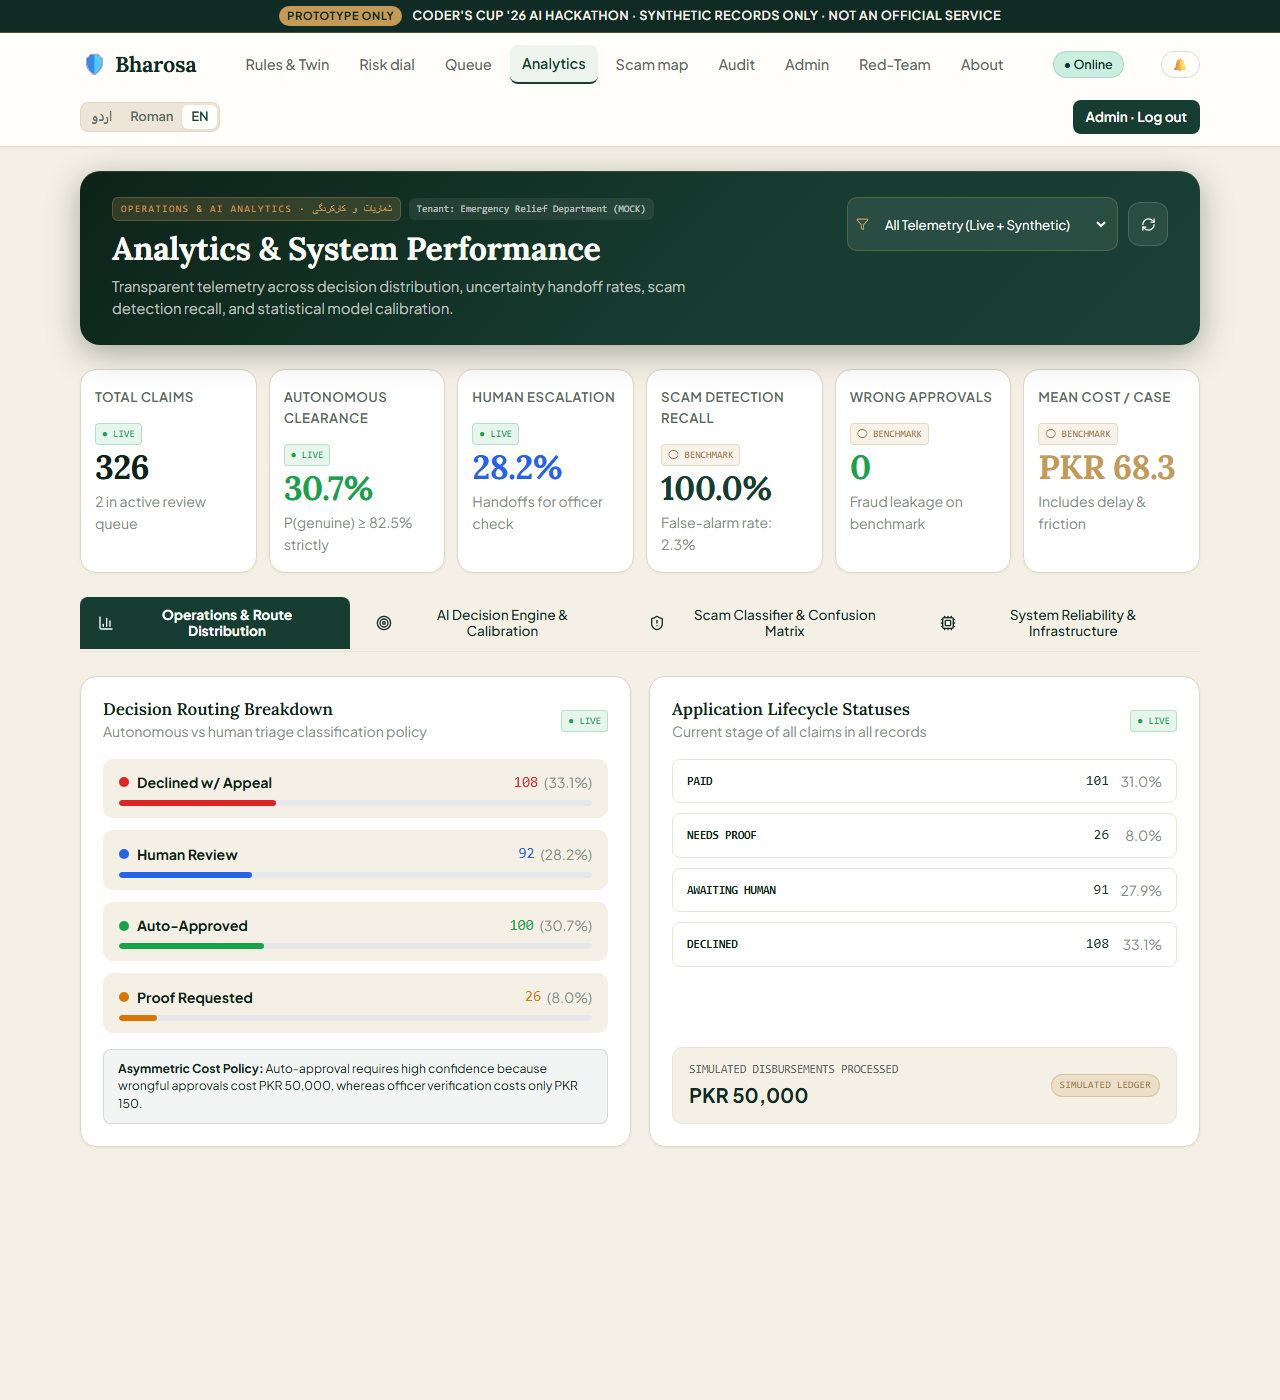 PROTOTYPE ONLY CODER'S CUP '26 AI HACKATHON · SYNTHETIC RECORDS ONLY · NOT AN OFFICIAL SERVICE
Bharosa Rules & Twin Risk dial Queue Analytics Scam map Audit Admin Red-Team About ● Online
اردو Roman EN Admin · Log out
OPERATIONS & AI ANALYTICS · شماریات و کارکردگی Tenant: Emergency Relief Department (MOCK)
All Telemetry (Live + Synthetic)
Analytics & System Performance
Transparent telemetry across decision distribution, uncertainty handoff rates, scam
detection recall, and statistical model calibration.
TOTAL CLAIMS
● LIVE
326
2 in active review
queue
AUTONOMOUS
CLEARANCE
● LIVE
30.7%
P(genuine) ≥ 82.5%
strictly
HUMAN ESCALATION
● LIVE
28.2%
Handoffs for officer
check
SCAM DETECTION
RECALL
○ BENCHMARK
100.0%
False-alarm rate:
2.3%
WRONG APPROVALS
○ BENCHMARK
0
Fraud leakage on
benchmark
MEAN COST / CASE
○ BENCHMARK
PKR 68.3
Includes delay &
friction
Operations & Route
Distribution
AI Decision Engine &
Calibration
Scam Classifier & Confusion
Matrix
System Reliability &
Infrastructure
Decision Routing Breakdown
Autonomous vs human triage classification policy
● LIVE
Declined w/ Appeal 108 (33.1%)
Human Review 92 (28.2%)
Auto-Approved 100 (30.7%)
Proof Requested 26 (8.0%)
Asymmetric Cost Policy: Auto-approval requires high confidence because
wrongful approvals cost PKR 50,000, whereas officer verification costs only PKR
150.
Application Lifecycle Statuses
Current stage of all claims in all records
● LIVE
PAID 101 31.0%
NEEDS PROOF 26 8.0%
AWAITING HUMAN 91 27.9%
DECLINED 108 33.1%
SIMULATED DISBURSEMENTS PROCESSED
PKR 50,000
SIMULATED LEDGER